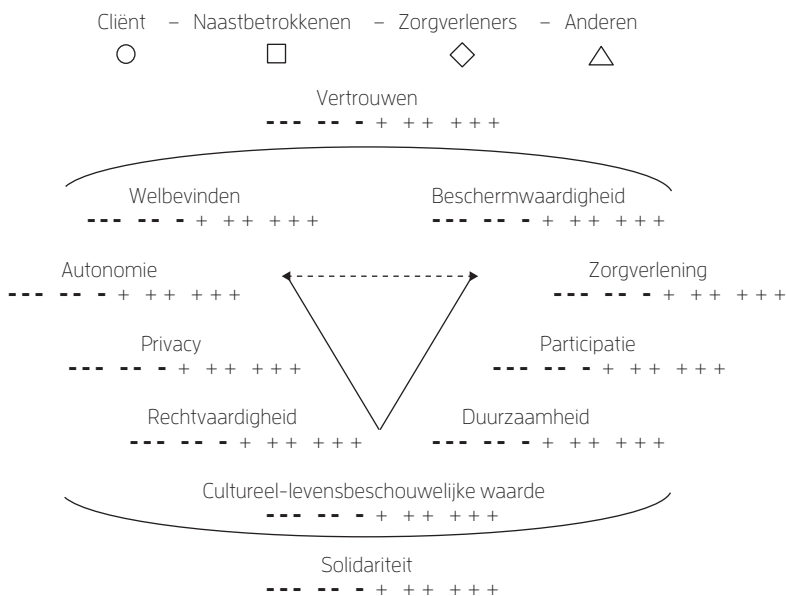 Cliënt – Naastbetrokkenen – Zorgverleners – Anderen
Vertrouwen
--- -- - + ++ +++
Welbevinden Beschermwaardigheid
--- -- - + ++ +++ --- -- - + ++ +++
Autonomie Zorgverlening
--- -- - + ++ +++ --- -- - + ++ +++
Privacy Participatie
--- -- - + ++ +++ --- -- - + ++ +++
Rechtvaardigheid Duurzaamheid
--- -- - + ++ +++ --- -- - + ++ +++
Cultureel-levensbeschouwelijke waarde
--- -- - + ++ +++
Solidariteit
--- -- - + ++ +++